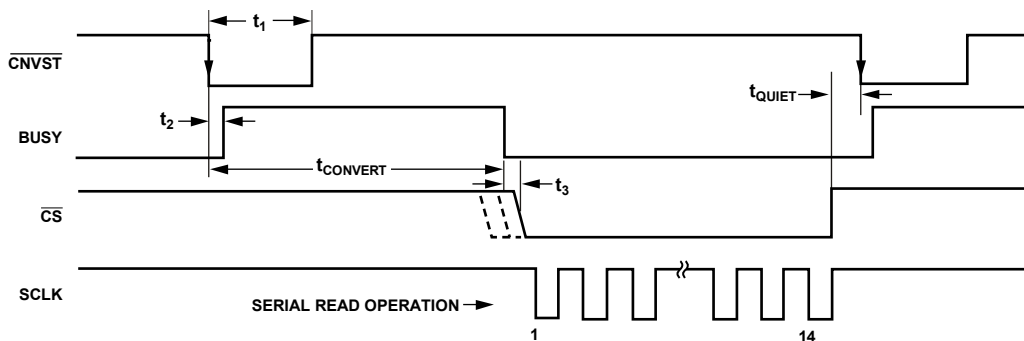 t1
CNVST
tQUIET
t2
BUSY
tCONVERT
t3
CS
SCLK
SERIAL READ OPERATION
1
14